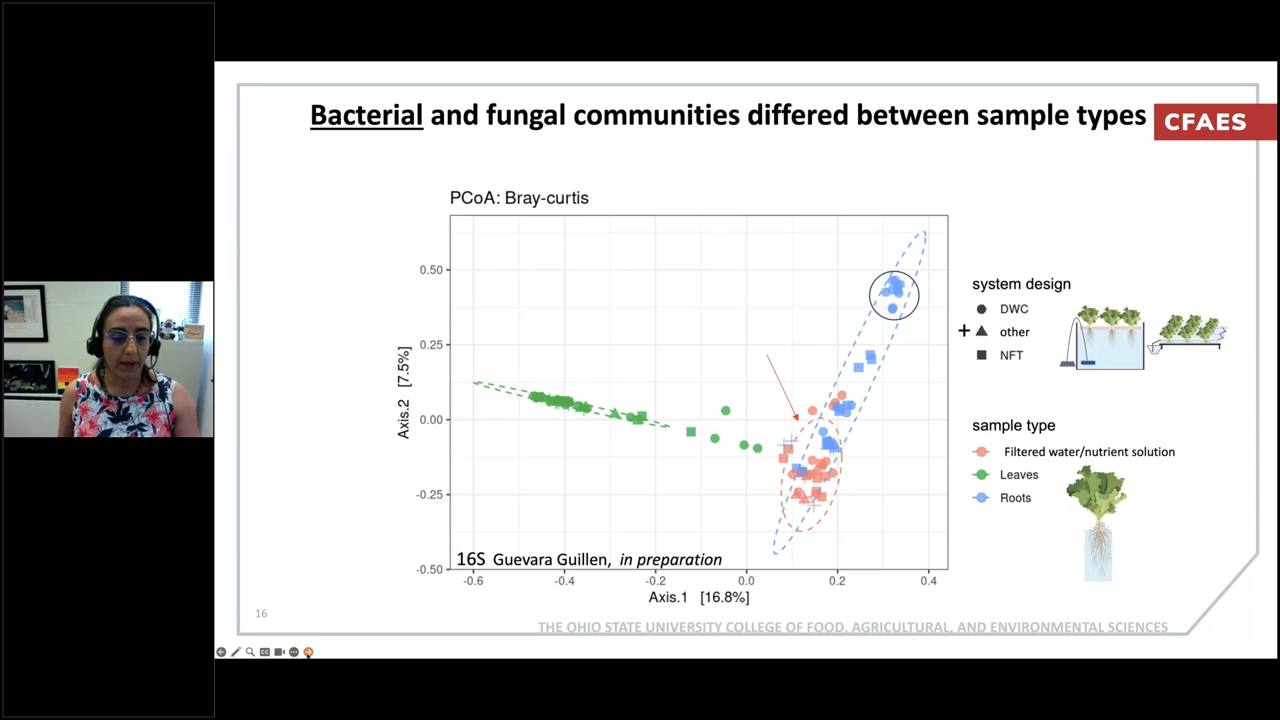 Bacterial and fungal communities differed between sample types
CFAES
PCoA: Bray-curtis
Axis.2 [7.5%]
0.50
0.25
0.00
-0.25
-0.50
-0.6
-0.4
-0.2
0.0
0.2
0.4
Axis.1 [16.8%]
16S Guevara Guillen, in preparation
system design
DWC
+ other
NFT
sample type
Filtered water/nutrient solution
Leaves
Roots
16
THE OHIO STATE UNIVERSITY COLLEGE OF FOOD, AGRICULTURAL, AND ENVIRONMENTAL SCIENCES